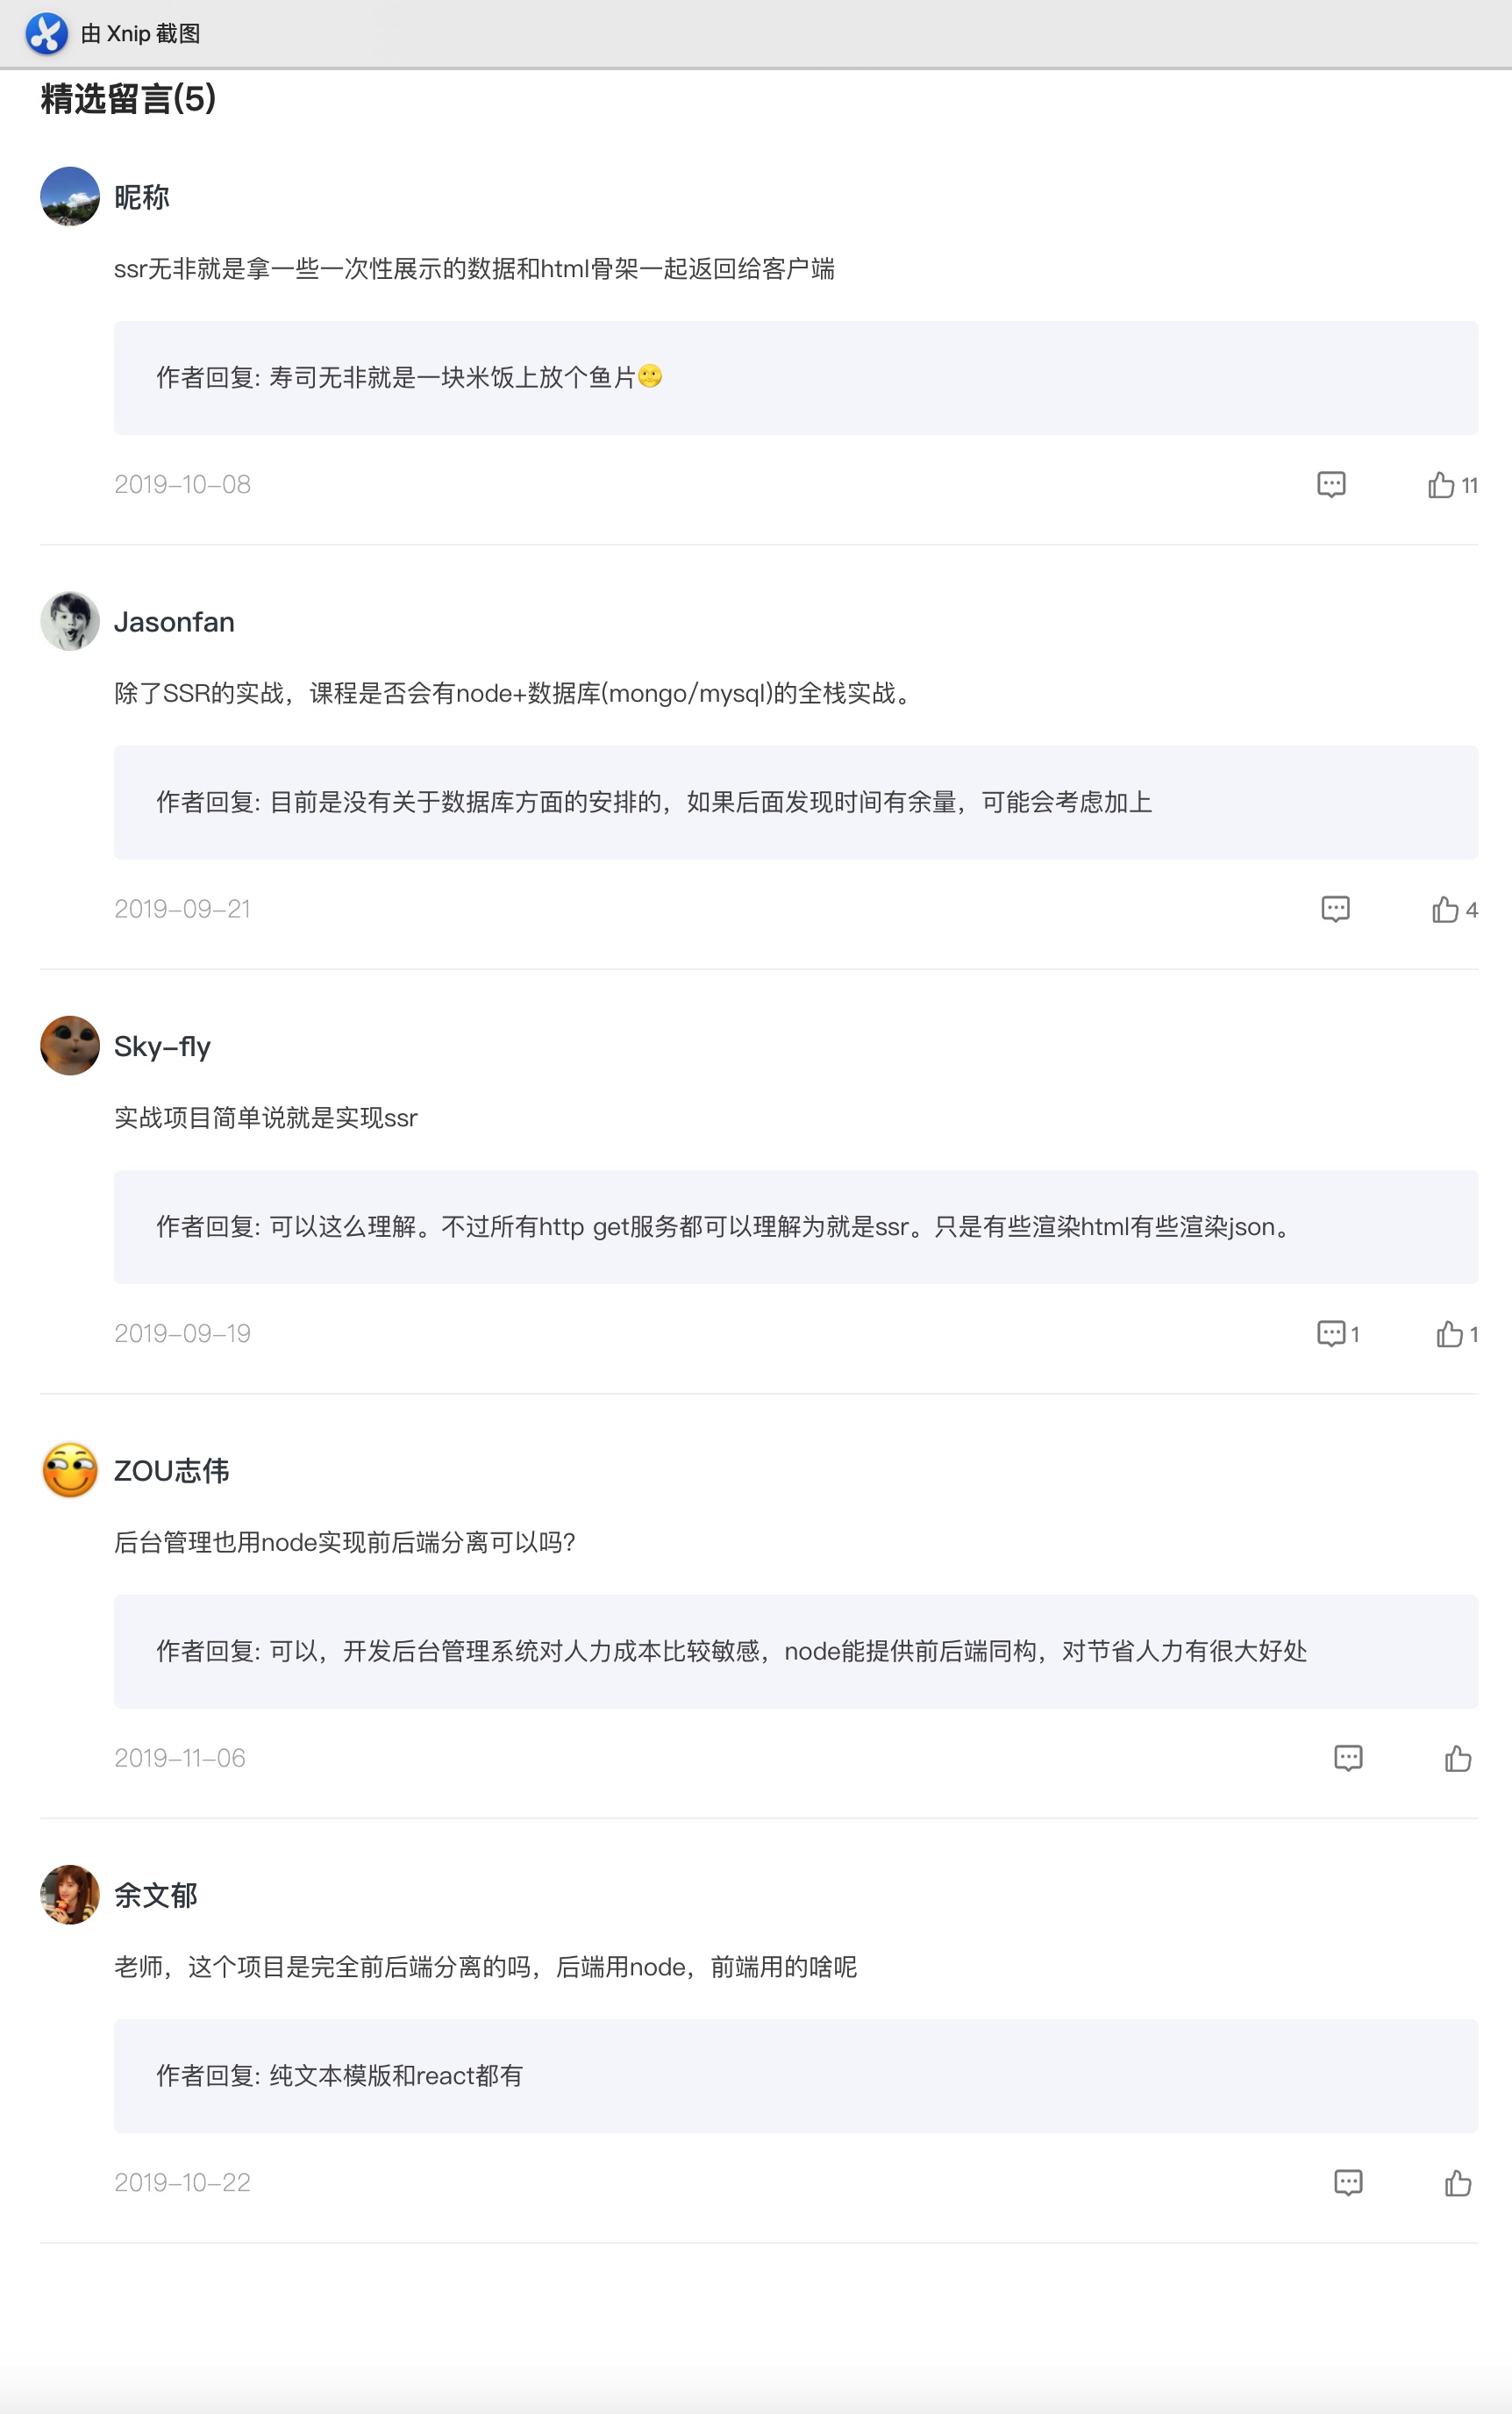 由 Xnip 截图
精选留言(5)
昵称
ssr无非就是拿一些一次性展示的数据和html骨架一起返回给客户端
作者回复: 寿司无非就是一块米饭上放个鱼片🌝
2019-10-08
11
Jasonfan
除了SSR的实战，课程是否会有node+数据库(mongo/mysql)的全栈实战。
作者回复: 目前是没有关于数据库方面的安排的，如果后面发现时间有余量，可能会考虑加上
2019-09-21
4
Sky-fly
实战项目简单说就是实现ssr
作者回复: 可以这么理解。不过所有http get服务都可以理解为就是ssr。只是有些渲染html有些渲染json。
2019-09-19
1
1
ZOU志伟
后台管理也用node实现前后端分离可以吗?
作者回复: 可以，开发后台管理系统对人力成本比较敏感，node能提供前后端同构，对节省人力有很大好处
2019-11-06
余文郁
老师，这个项目是完全前后端分离的吗，后端用node，前端用的啥呢
作者回复: 纯文本模版和react都有
2019-10-22